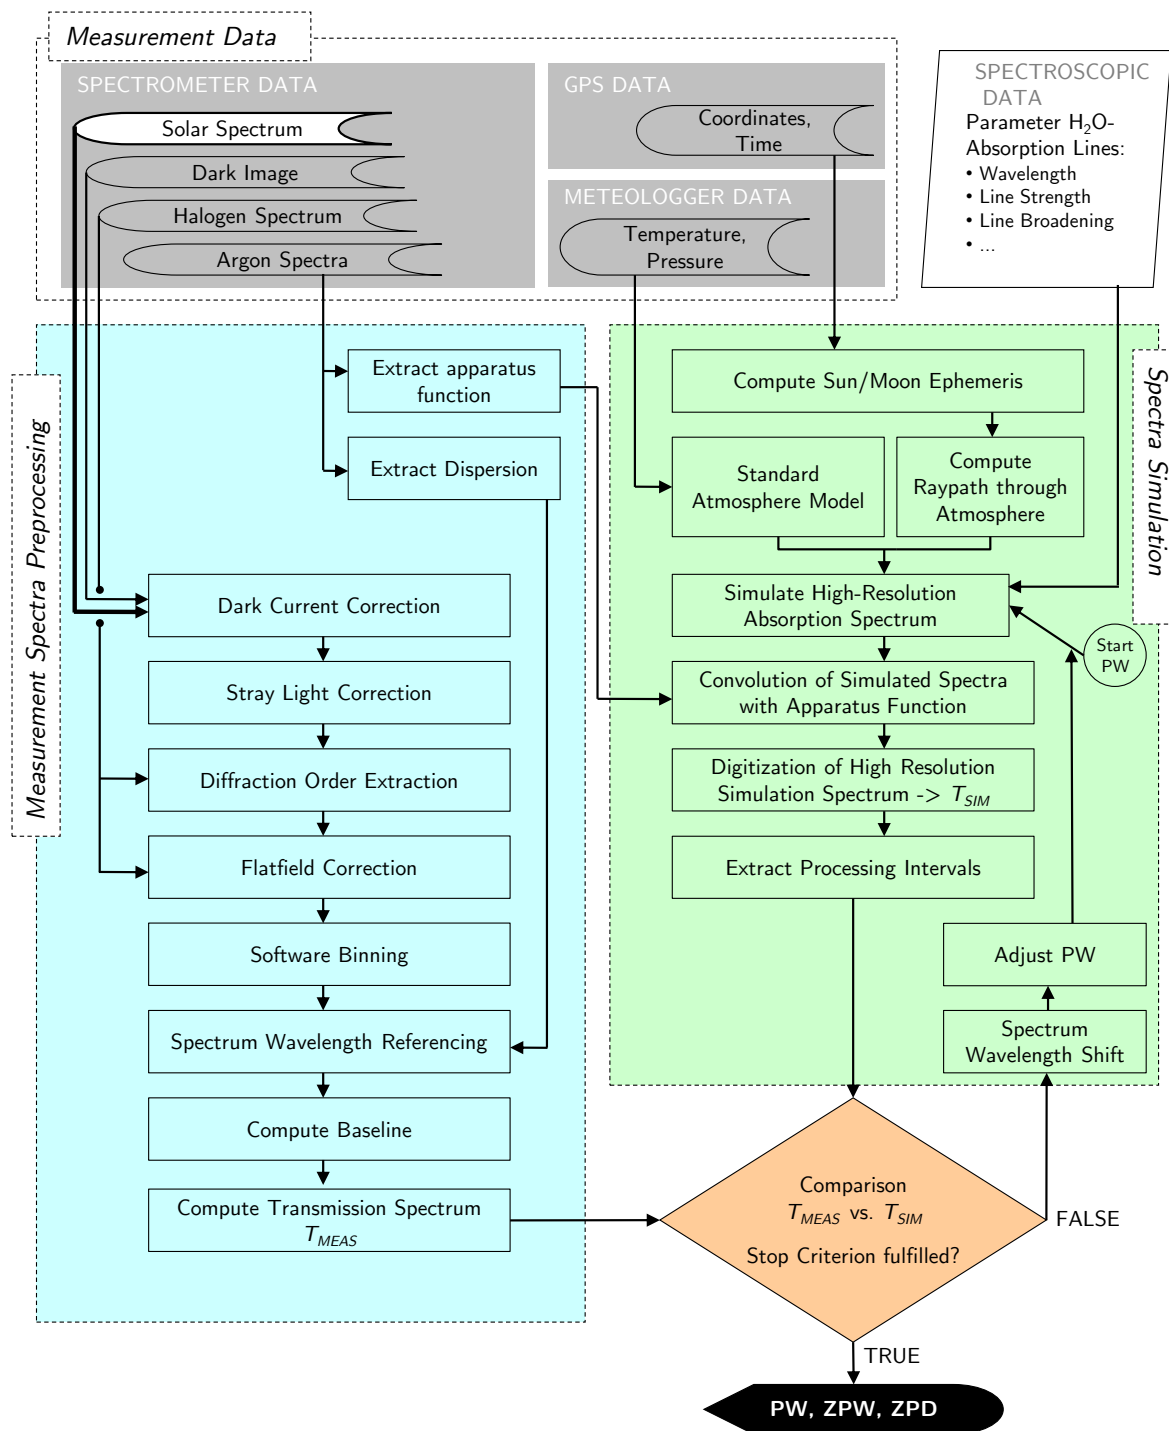 Measurement Data
SPECTROMETER DATA
Solar Spectrum
Dark Image
Halogen Spectrum
Argon Spectra
GPS DATA
Coordinates,
Time
METEOLOGGER DATA
Temperature,
Pressure
SPECTROSCOPIC
DATA
Parameter H₂O-
Absorption Lines:
• Wavelength
• Line Strength
• Line Broadening
• ...
Measurement Spectra Preprocessing
Extract apparatus
function
Extract Dispersion
Dark Current Correction
Stray Light Correction
Diffraction Order Extraction
Flatfield Correction
Software Binning
Spectrum Wavelength Referencing
Compute Baseline
Compute Transmission Spectrum
T_MEAS
Spectra Simulation
Compute Sun/Moon Ephemeris
Standard
Atmosphere Model
Compute
Raypath through
Atmosphere
Simulate High-Resolution
Absorption Spectrum
Start
PW
Convolution of Simulated Spectra
with Apparatus Function
Digitization of High Resolution
Simulation Spectrum -> T_SIM
Extract Processing Intervals
Adjust PW
Spectrum
Wavelength Shift
Comparison
T_MEAS vs. T_SIM
Stop Criterion fulfilled?
FALSE
TRUE
PW, ZPW, ZPD